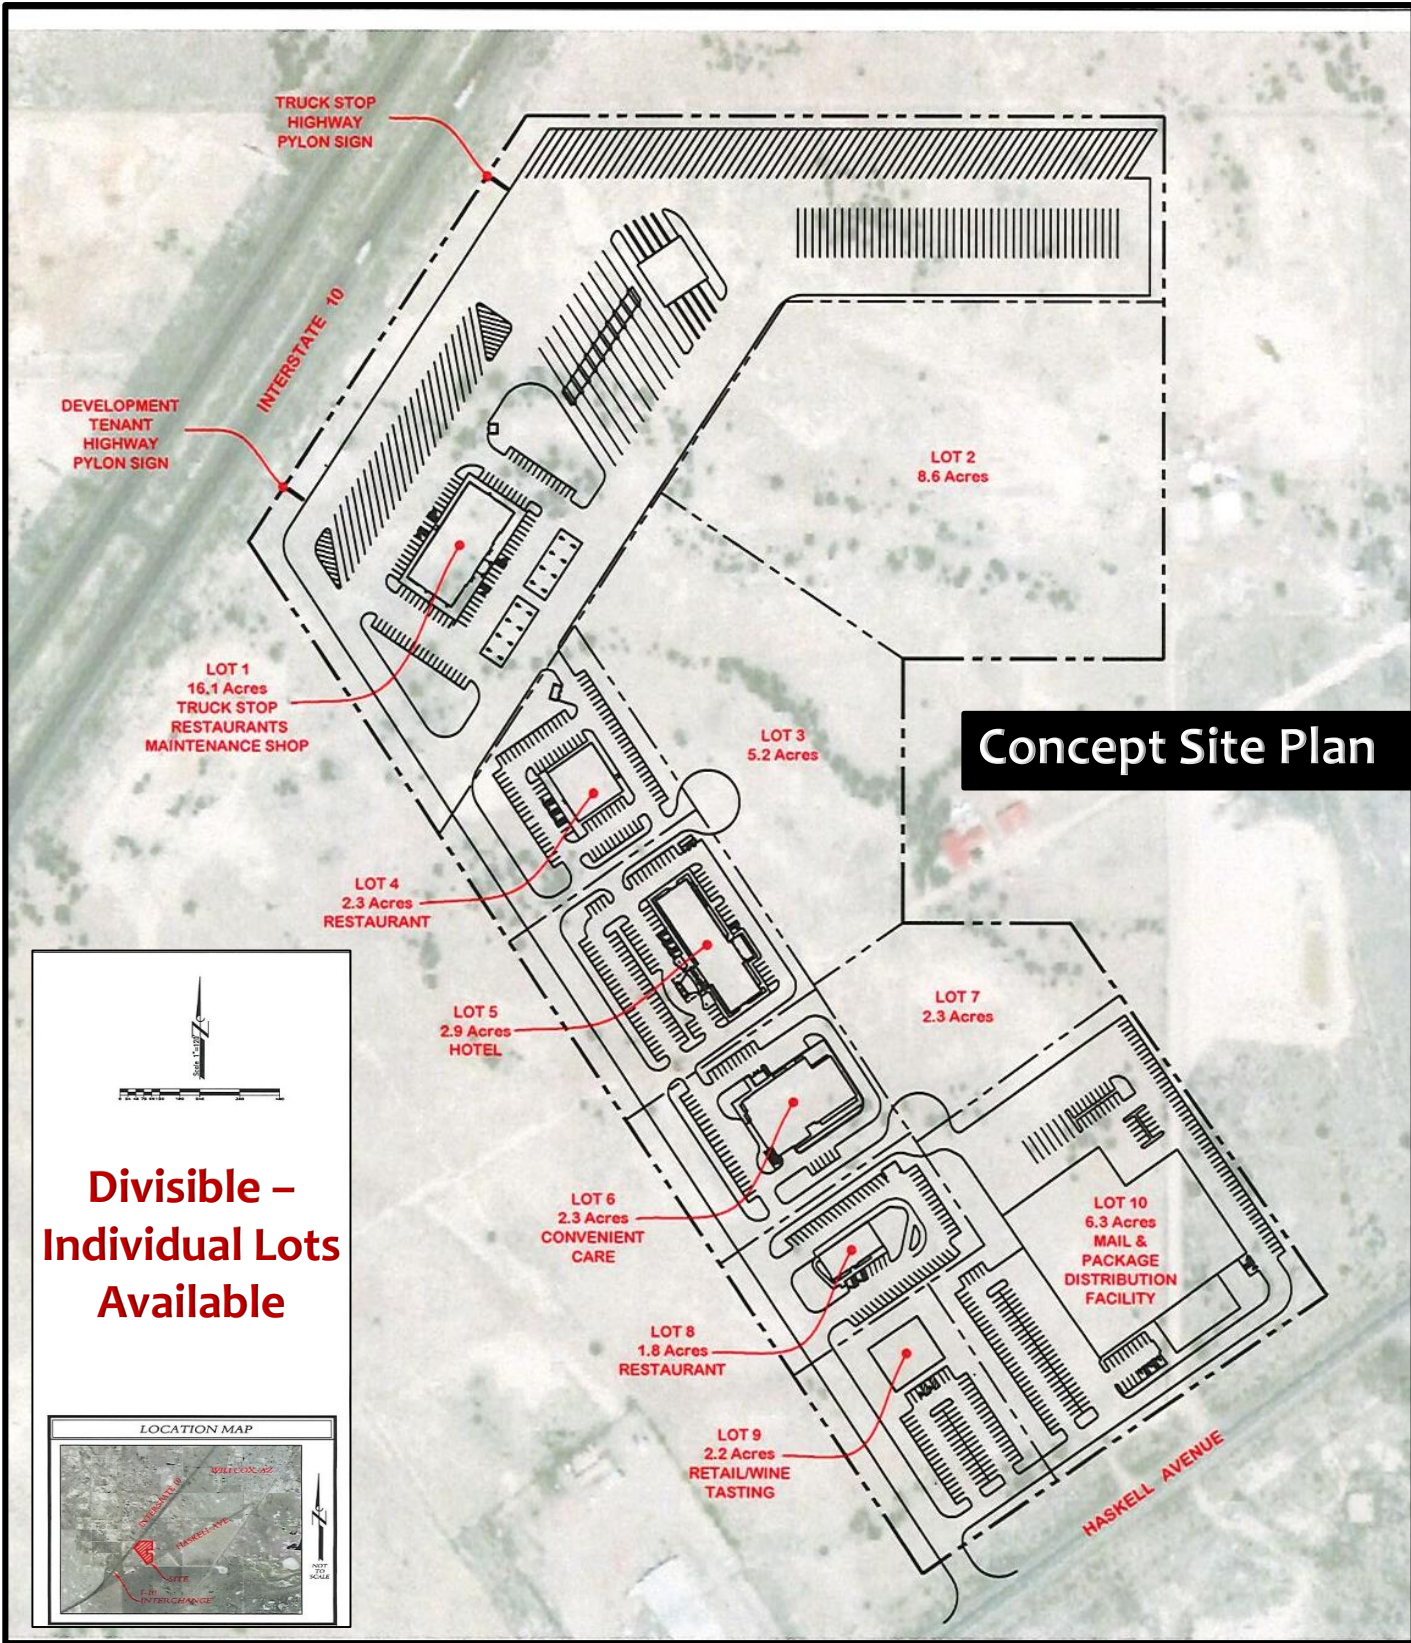 TRUCK STOP
HIGHWAY
PYLON SIGN
INTERSTATE 10
DEVELOPMENT
TENANT
HIGHWAY
PYLON SIGN
LOT 2
8.6 Acres
LOT 1
16.1 Acres
TRUCK STOP
RESTAURANTS
MAINTENANCE SHOP
LOT 3
5.2 Acres
Concept Site Plan
LOT 4
2.3 Acres
RESTAURANT
LOT 5
2.9 Acres
HOTEL
LOT 7
2.3 Acres
LOT 6
2.3 Acres
CONVENIENT
CARE
LOT 10
6.3 Acres
MAIL &
PACKAGE
DISTRIBUTION
FACILITY
LOT 8
1.8 Acres
RESTAURANT
LOT 9
2.2 Acres
RETAIL/WINE
TASTING
HASKELL AVENUE
N
Divisible –
Individual Lots
Available
LOCATION MAP
WILLCOX, AZ
INTERSTATE 10
HASKELL AVE.
SITE
I-10
INTERCHANGE
N
NOT
TO
SCALE